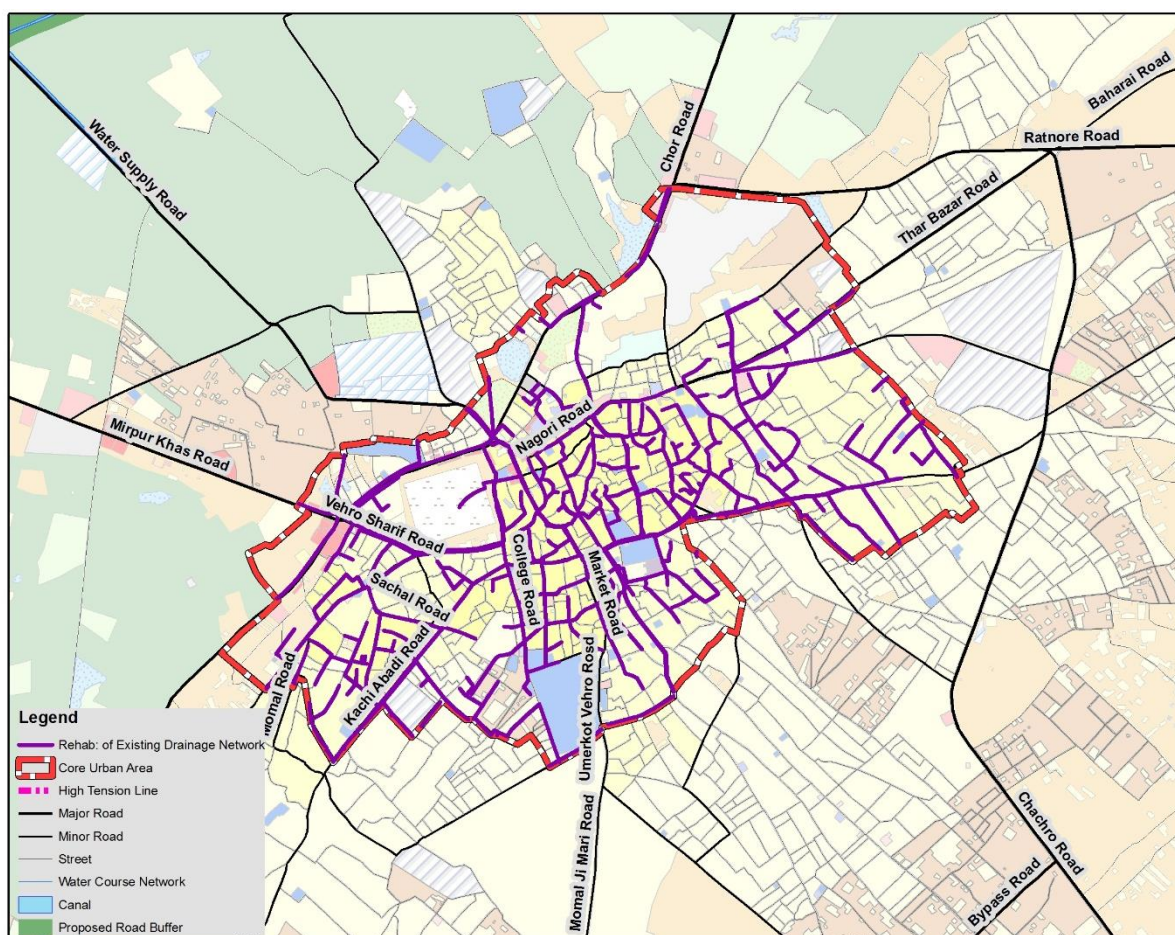 Baharai Road
Ratnore Road
Chor Road
Water Supply Road
Thar Bazar Road
Nagori Road
Mirpur Khas Road
Vehro Sharif Road
College Road
Market Road
Sachal Road
Kachi Abadi Road
Momal Road
Umerkot Vehro Rosd
Momal Ji Mari Road
Chachro Road
Bypass Road
Legend
Rehab: of Existing Drainage Network
Core Urban Area
High Tension Line
Major Road
Minor Road
Street
Water Course Network
Canal
Proposed Road Buffer